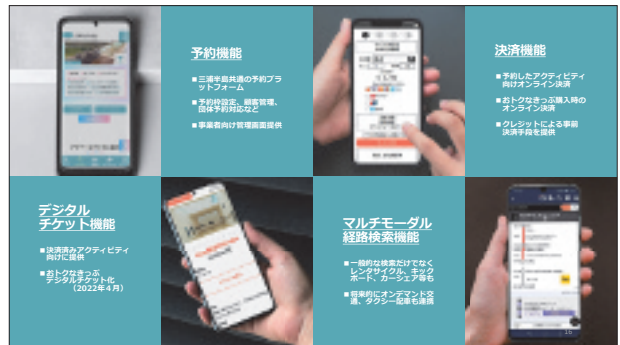 予約機能
■三浦半島共通の予約プラ
ットフォーム
■予約枠設定、顧客管理、
団体予約対応など
■事業者向け管理画面提供
決済機能
■予約したアクティビティ
向けオンライン決済
■おトクなきっぷ購入時の
オンライン決済
■クレジットによる事前
決済手段を提供
デジタル
チケット機能
■決済済みアクティビティ
向けに提供
■おトクなきっぷ
デジタルチケット化
（2022年4月）
マルチモーダル
経路検索機能
■一般的な検索だけでなく
レンタサイクル、キック
ボード、カーシェア等も
■将来的にオンデマンド交
通、タクシー配車も連携
16